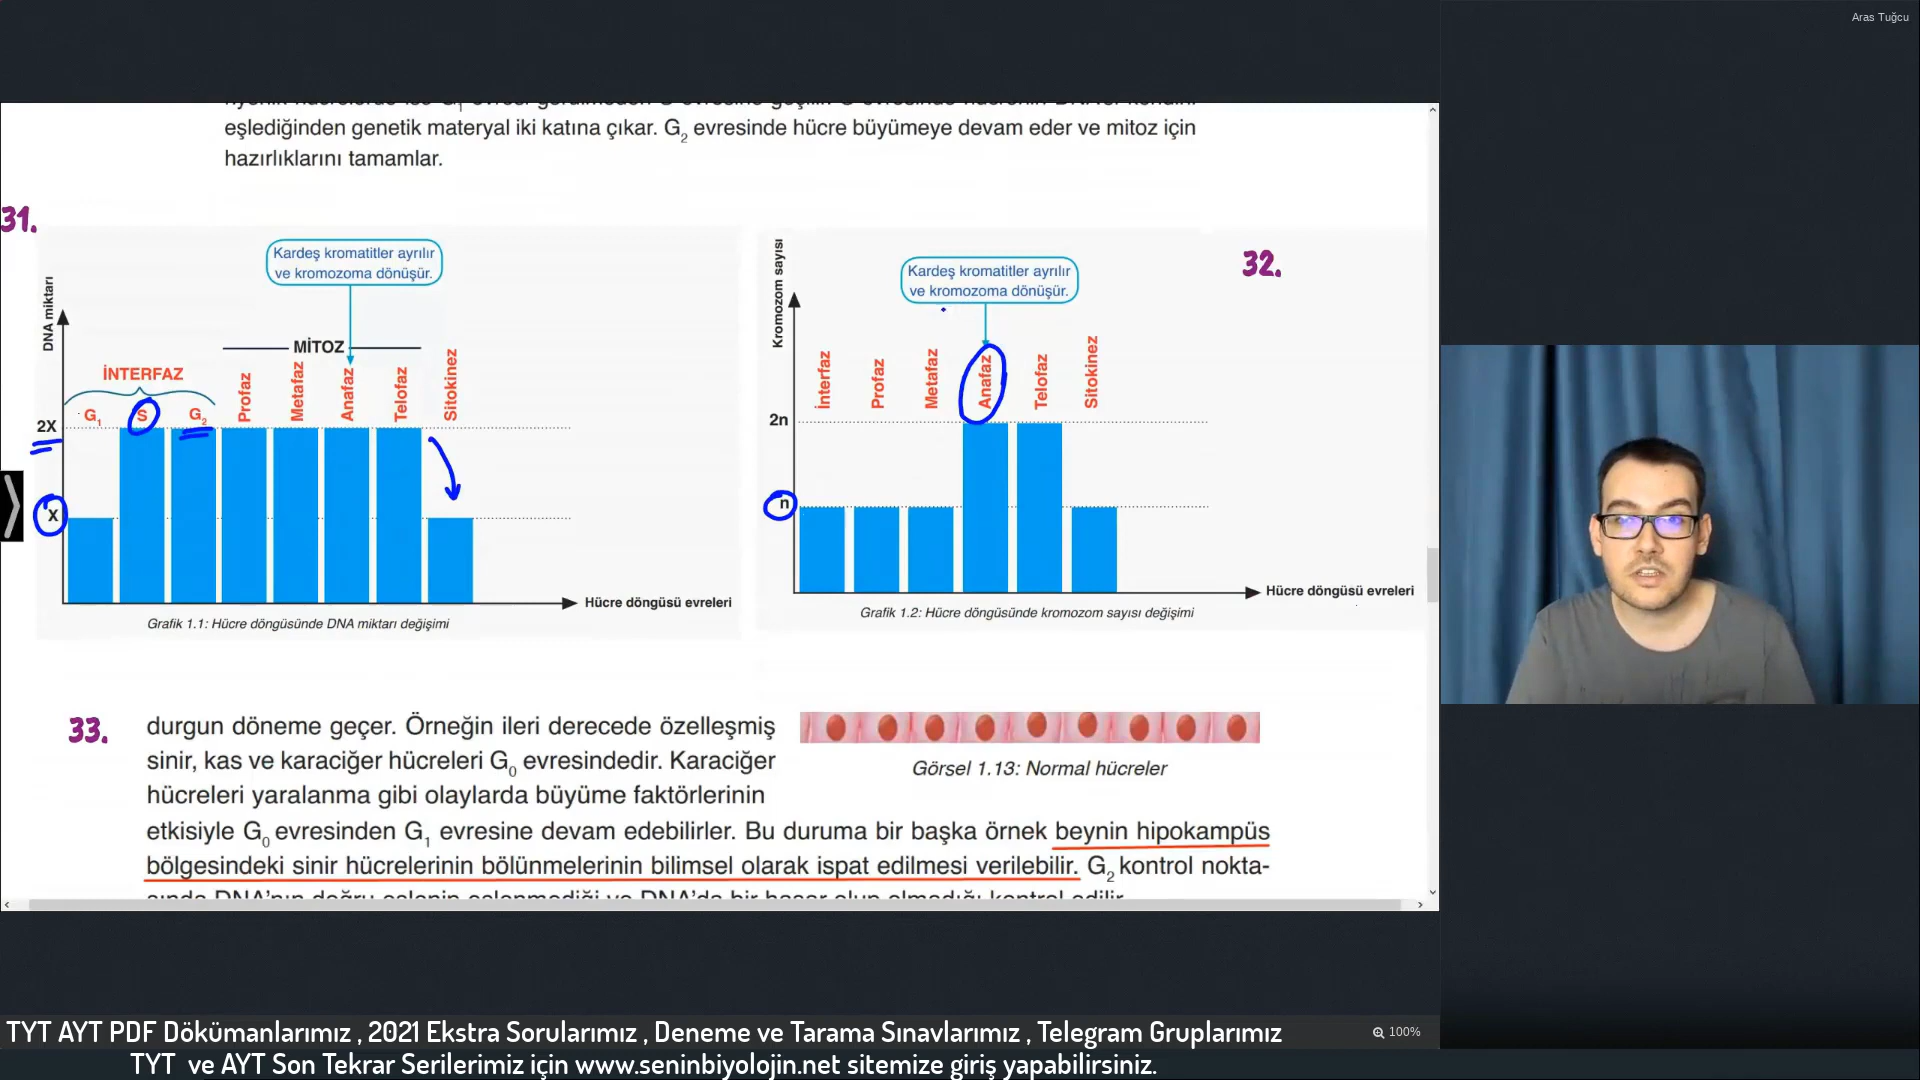 Aras Tuğcu
eşlediğinden genetik materyal iki katına çıkar. G2 evresinde hücre büyümeye devam eder ve mitoz için
hazırlıklarını tamamlar.
31.
Kardeş kromatitler ayrılır
ve kromozoma dönüşür.
DNA miktarı
MİTOZ
İNTERFAZ
G1
S
G2
Profaz
Metafaz
Anafaz
Telofaz
Sitokinez
2X
X
Hücre döngüsü evreleri
Grafik 1.1: Hücre döngüsünde DNA miktarı değişimi
32.
Kardeş kromatitler ayrılır
ve kromozoma dönüşür.
Kromozom sayısı
İnterfaz
Profaz
Metafaz
Anafaz
Telofaz
Sitokinez
2n
n
Hücre döngüsü evreleri
Grafik 1.2: Hücre döngüsünde kromozom sayısı değişimi
33.
durgun döneme geçer. Örneğin ileri derecede özelleşmiş
sinir, kas ve karaciğer hücreleri G0 evresindedir. Karaciğer
hücreleri yaralanma gibi olaylarda büyüme faktörlerinin
Görsel 1.13: Normal hücreler
etkisiyle G0 evresinden G1 evresine devam edebilirler. Bu duruma bir başka örnek beynin hipokampüs
bölgesindeki sinir hücrelerinin bölünmelerinin bilimsel olarak ispat edilmesi verilebilir. G2 kontrol nokta-
TYT AYT PDF Dökümanlarımız , 2021 Ekstra Sorularımız , Deneme ve Tarama Sınavlarımız , Telegram Gruplarımız
100%
TYT ve AYT Son Tekrar Serilerimiz için www.seninbiyolojin.net sitemize giriş yapabilirsiniz.